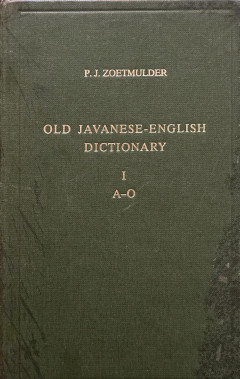 P. J. ZOETMULDER
OLD JAVANESE-ENGLISH
DICTIONARY
I
A–O